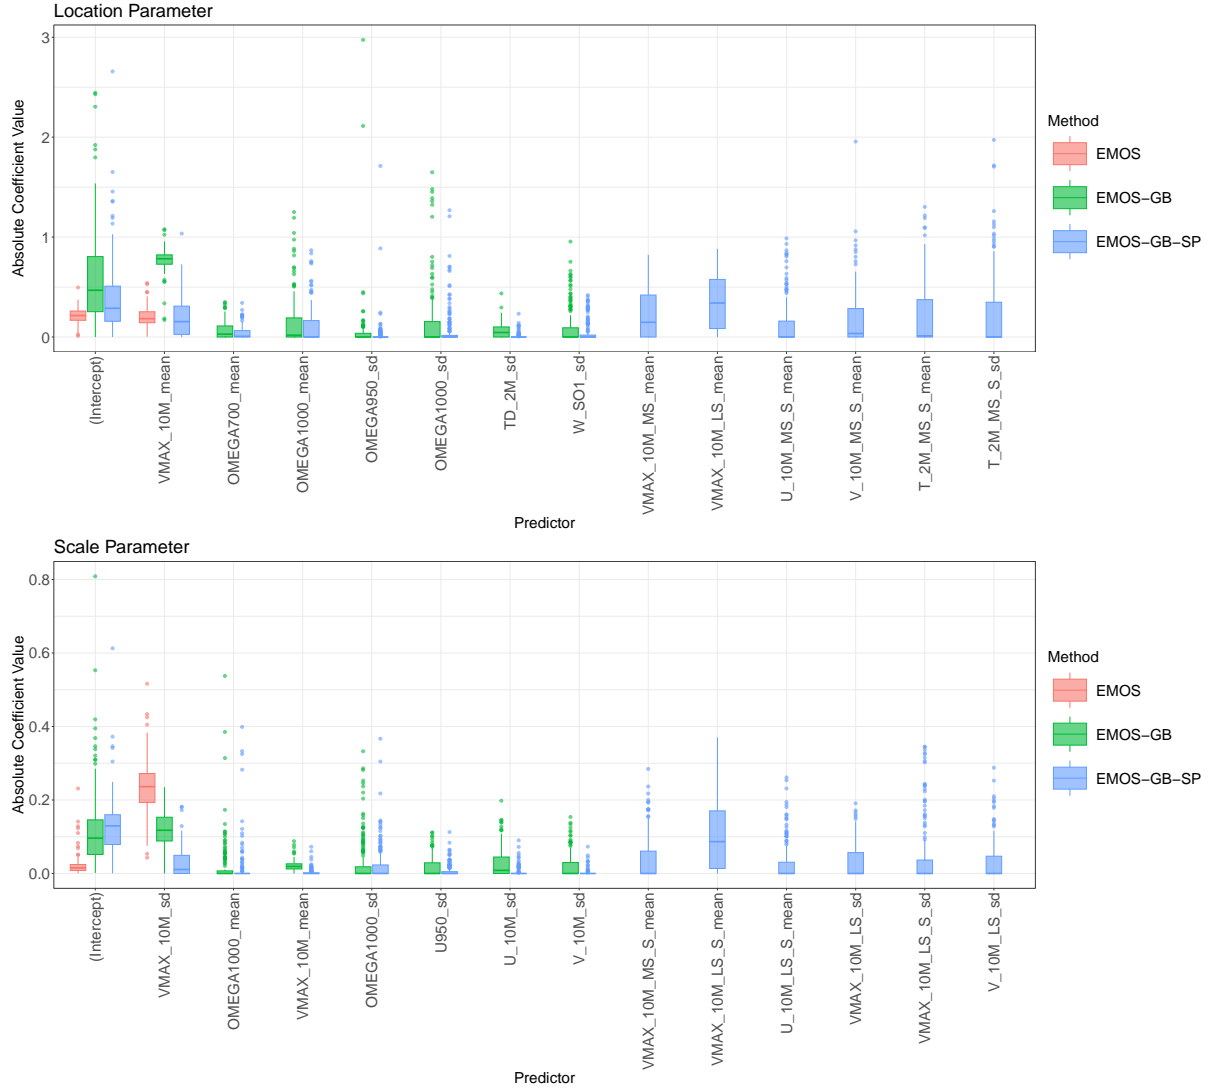 Location Parameter
Absolute Coefficient Value
3
2
1
0
(Intercept)
VMAX_10M_mean
OMEGA700_mean
OMEGA1000_mean
OMEGA950_sd
OMEGA1000_sd
TD_2M_sd
W_SO1_sd
VMAX_10M_MS_mean
VMAX_10M_LS_mean
U_10M_MS_S_mean
V_10M_MS_S_mean
T_2M_MS_S_mean
T_2M_MS_S_sd
Predictor
Method
EMOS
EMOS−GB
EMOS−GB−SP
Scale Parameter
Absolute Coefficient Value
0.8
0.6
0.4
0.2
0.0
(Intercept)
VMAX_10M_sd
OMEGA1000_mean
VMAX_10M_mean
OMEGA1000_sd
U950_sd
U_10M_sd
V_10M_sd
VMAX_10M_MS_S_mean
VMAX_10M_LS_S_mean
U_10M_LS_S_mean
VMAX_10M_LS_sd
VMAX_10M_LS_S_sd
V_10M_LS_sd
Predictor
Method
EMOS
EMOS−GB
EMOS−GB−SP